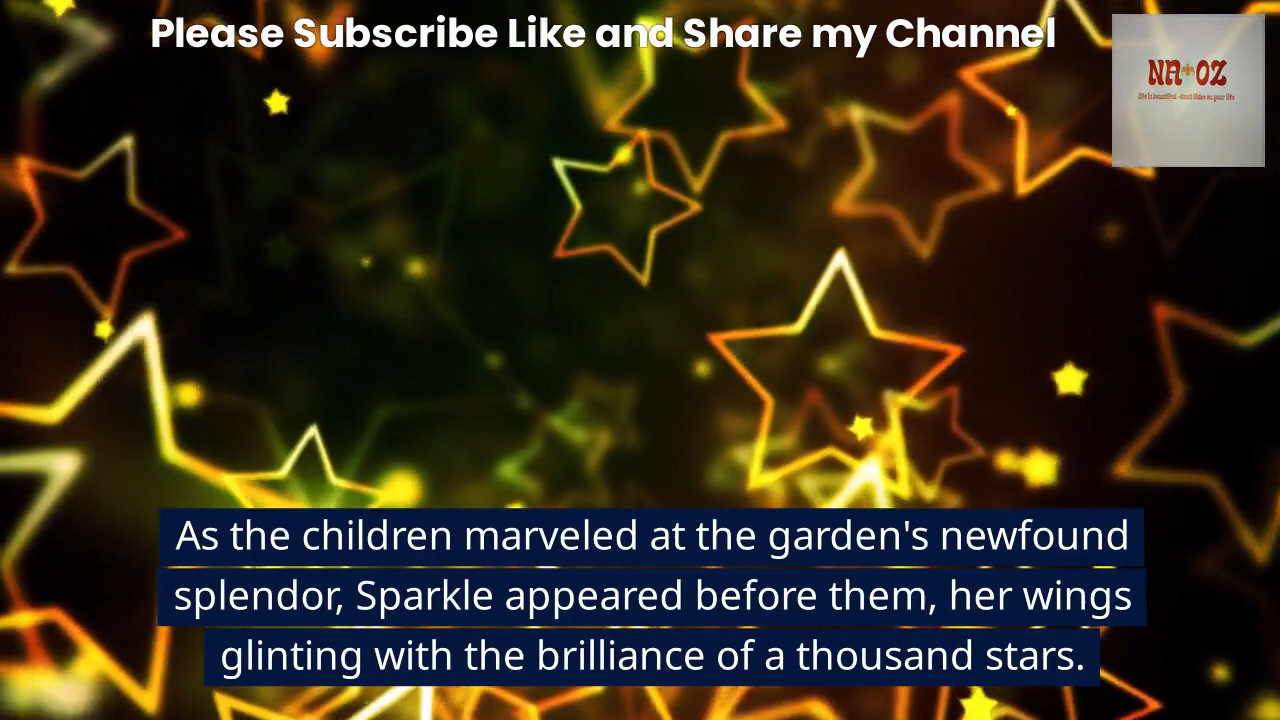 Please Subscribe Like and Share my Channel
NA OZ
As the children marveled at the garden's newfound
splendor, Sparkle appeared before them, her wings
glinting with the brilliance of a thousand stars.